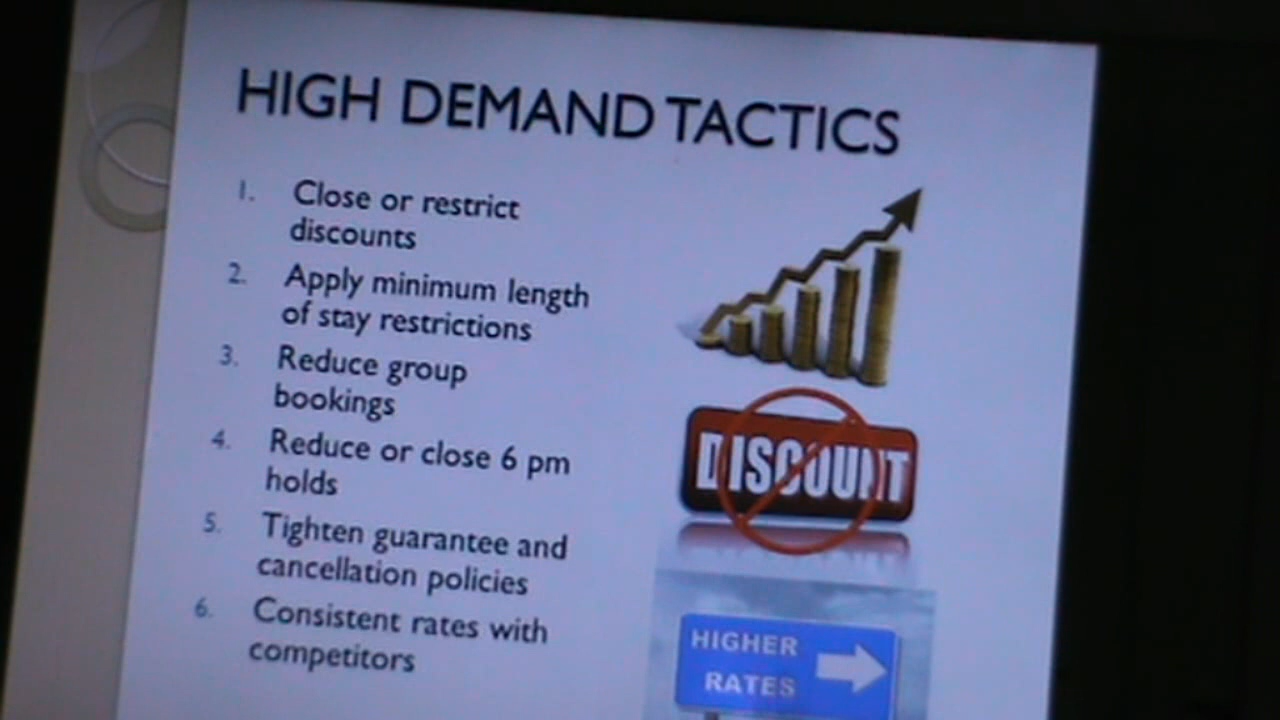 HIGH DEMAND TACTICS
1. Close or restrict
discounts
2. Apply minimum length
of stay restrictions
3. Reduce group
bookings
4. Reduce or close 6 pm
holds
5. Tighten guarantee and
cancellation policies
6. Consistent rates with
competitors
DISCOUNT
HIGHER
RATES